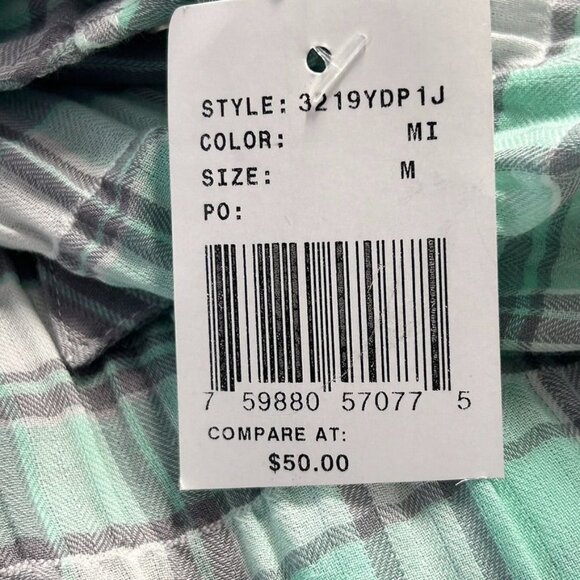 STYLE: 3219YDP1J
COLOR: MI
SIZE: M
PO:
7 59880 57077 5
COMPARE AT:
$50.00